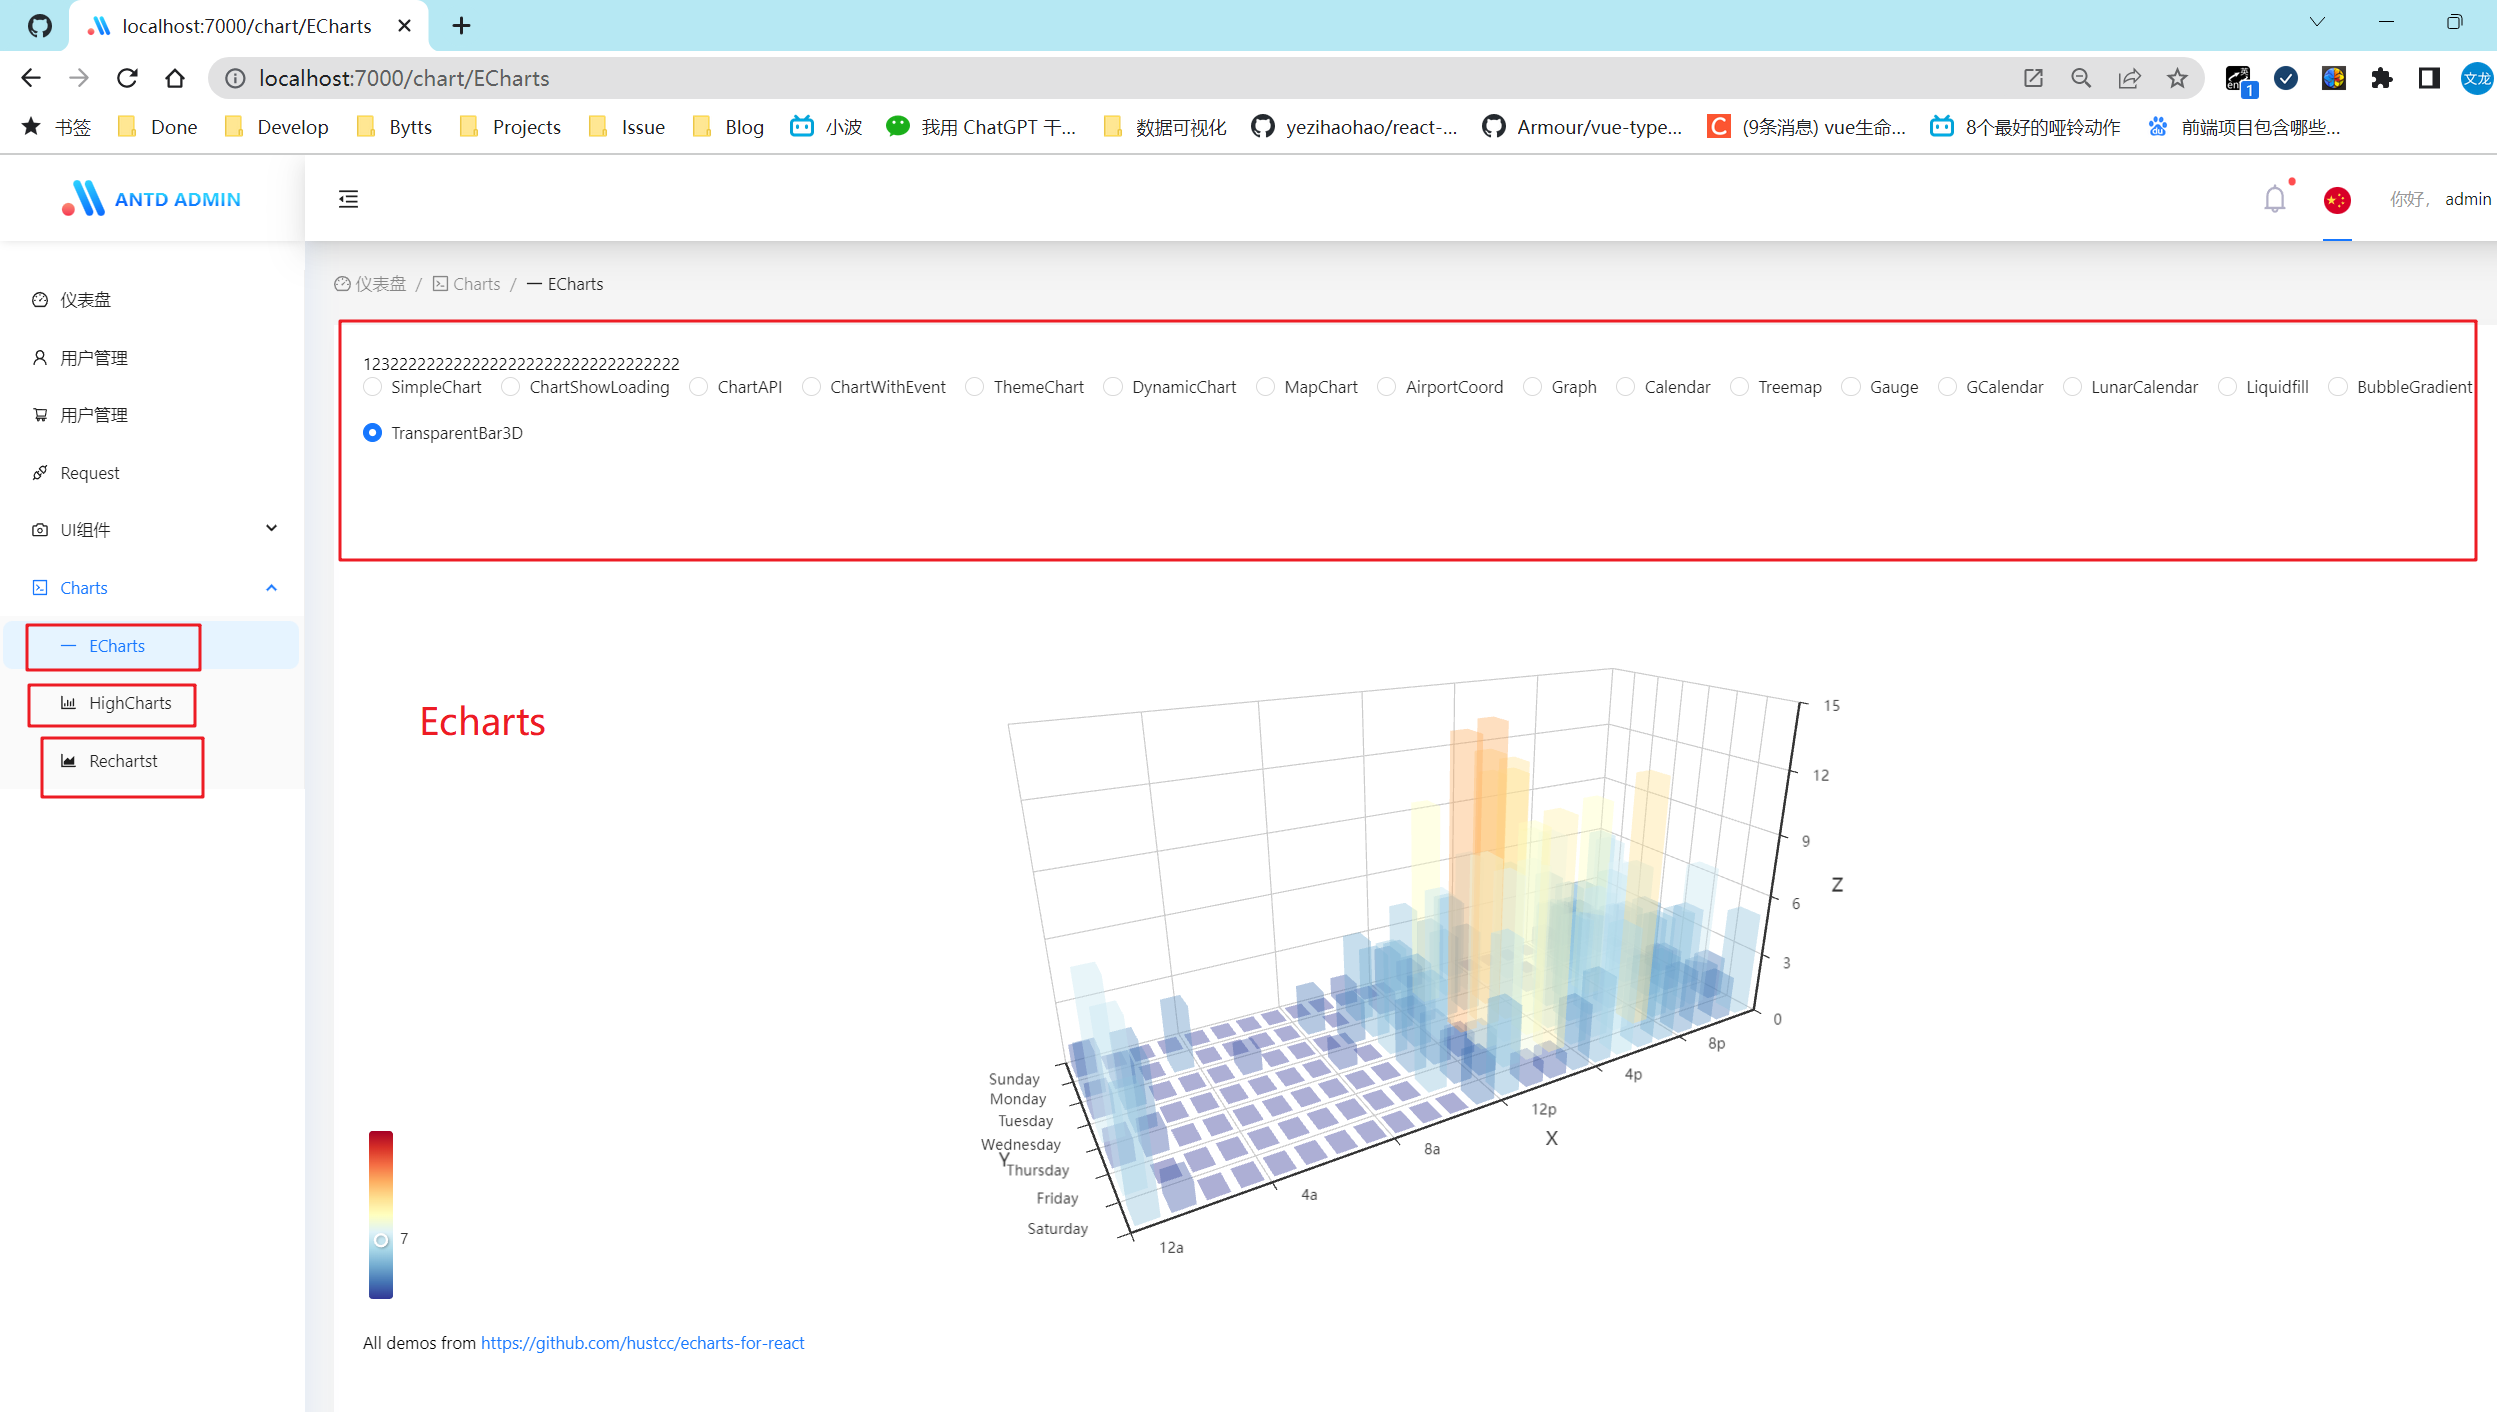 localhost:7000/chart/ECharts
localhost:7000/chart/ECharts
英
en
1
文龙
书签 Done Develop Bytts Projects Issue Blog 小波 我用 ChatGPT 干... 数据可视化 yezihaohao/react-... Armour/vue-type... C (9条消息) vue生命... 8个最好的哑铃动作 前端项目包含哪些...
ANTD ADMIN
你好, admin
仪表盘 / Charts / ECharts
仪表盘
用户管理
用户管理
Request
UI组件
Charts
ECharts
HighCharts
Rechartst
SimpleChart ChartShowLoading ChartAPI ChartWithEvent ThemeChart DynamicChart MapChart AirportCoord Graph Calendar Treemap Gauge GCalendar LunarCalendar Liquidfill BubbleGradient
TransparentBar3D
Echarts
15
12
9
Z
6
3
0
8p
4p
12p
X
8a
4a
12a
Sunday
Monday
Tuesday
Wednesday
Y
Thursday
Friday
Saturday
7
All demos from https://github.com/hustcc/echarts-for-react